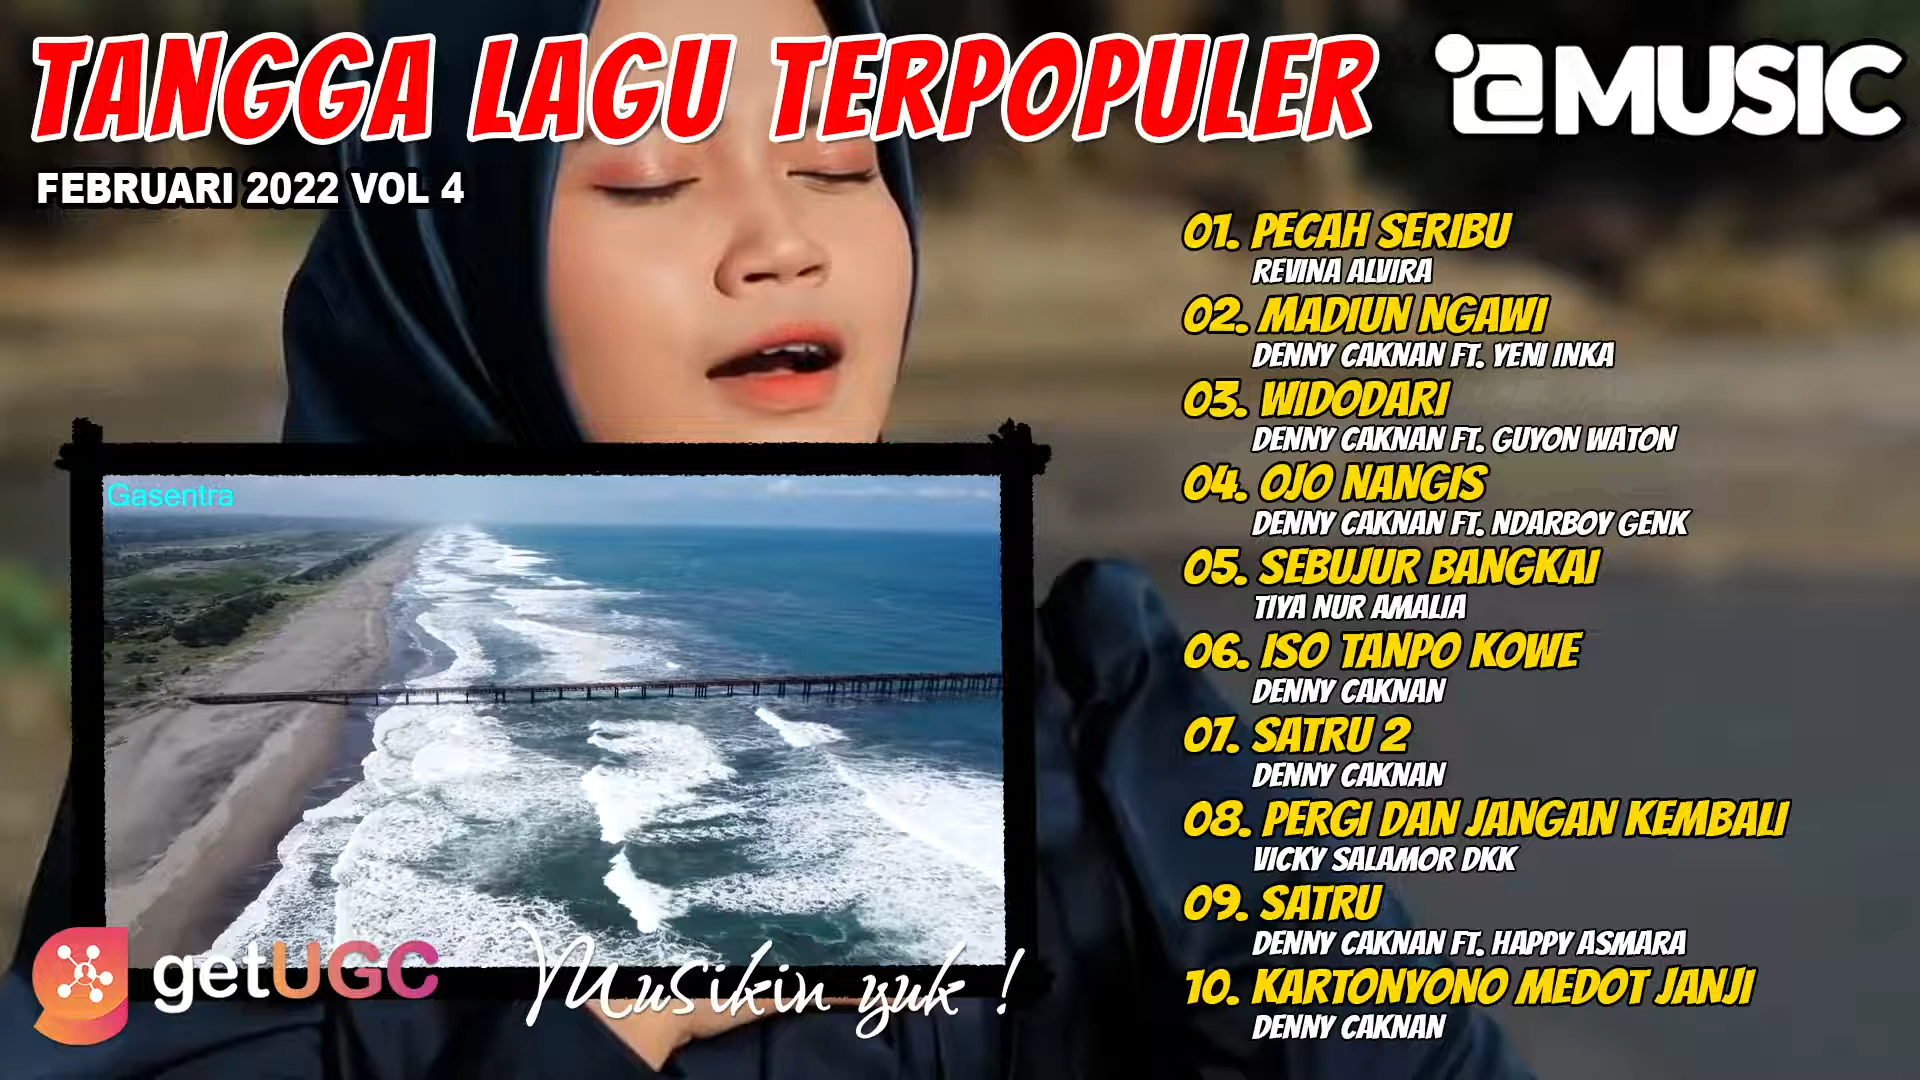 TANGGA LAGU TERPOPULER
MUSIC
FEBRUARI 2022 VOL 4
01. PECAH SERIBU
REVINA ALVIRA
02. MADIUN NGAWI
DENNY CAKNAN FT. YENI INKA
03. WIDODARI
DENNY CAKNAN FT. GUYON WATON
04. OJO NANGIS
DENNY CAKNAN FT. NDARBOY GENK
05. SEBUJUR BANGKAI
TIYA NUR AMALIA
06. ISO TANPO KOWE
DENNY CAKNAN
07. SATRU 2
DENNY CAKNAN
08. PERGI DAN JANGAN KEMBALI
VICKY SALAMOR DKK
09. SATRU
DENNY CAKNAN FT. HAPPY ASMARA
10. KARTONYONO MEDOT JANJI
DENNY CAKNAN
Gasentra
getUGC
Musikin yuk !